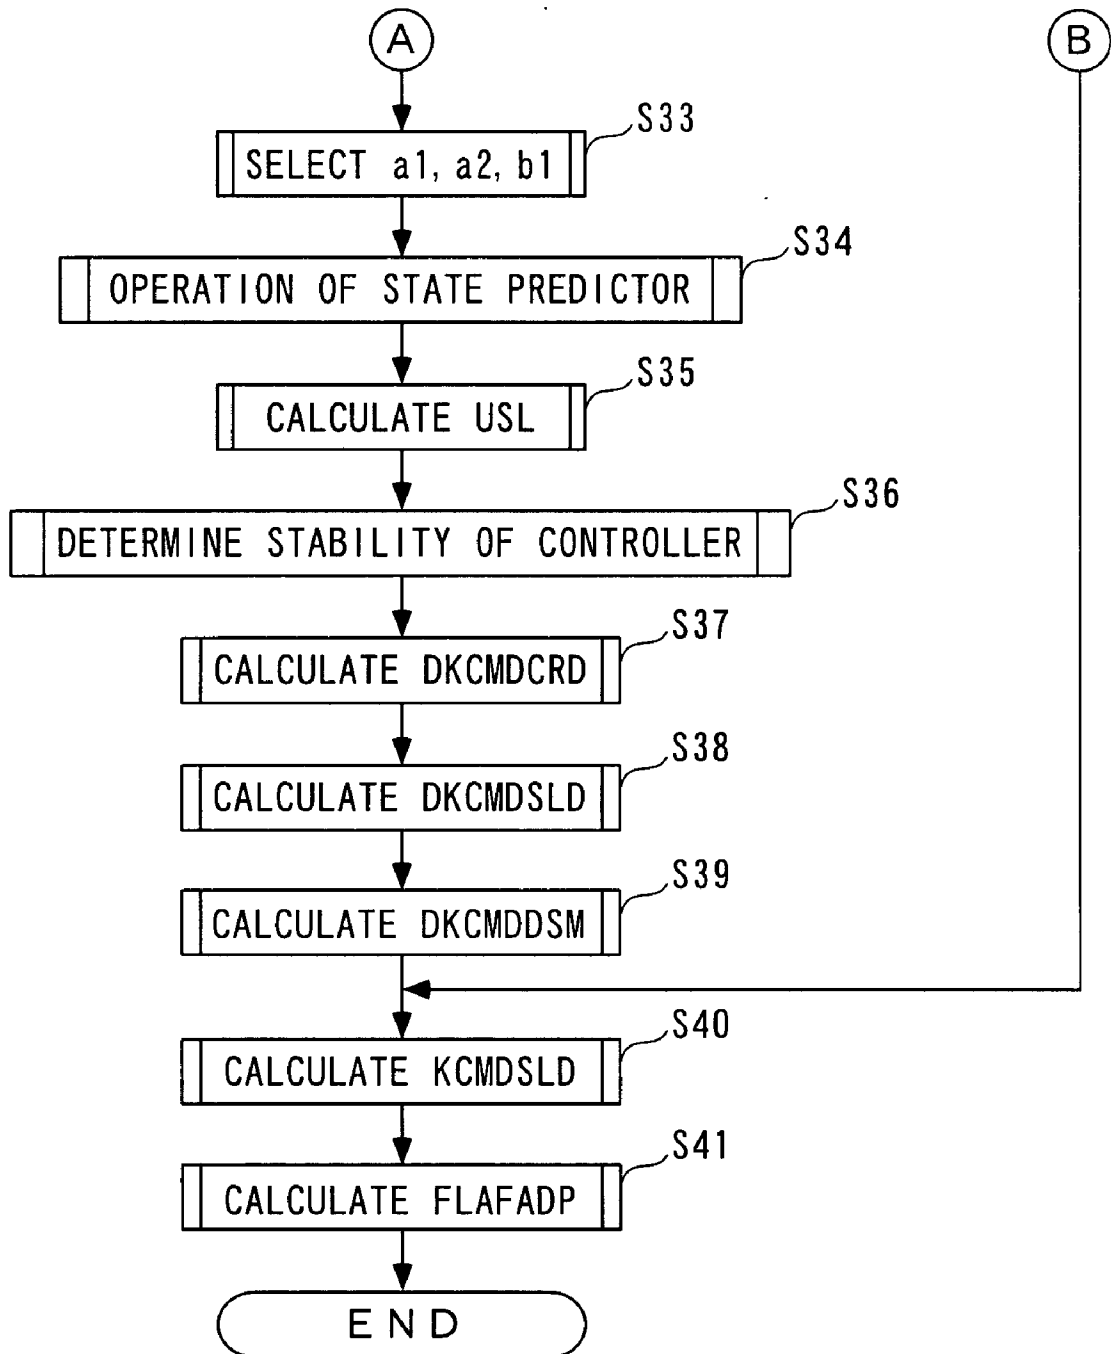 A
B
S33
SELECT a1, a2, b1
S34
OPERATION OF STATE PREDICTOR
S35
CALCULATE USL
S36
DETERMINE STABILITY OF CONTROLLER
S37
CALCULATE DKCMDCRD
S38
CALCULATE DKCMDSLD
S39
CALCULATE DKCMDDSM
S40
CALCULATE KCMDSLD
S41
CALCULATE FLAFADP
END